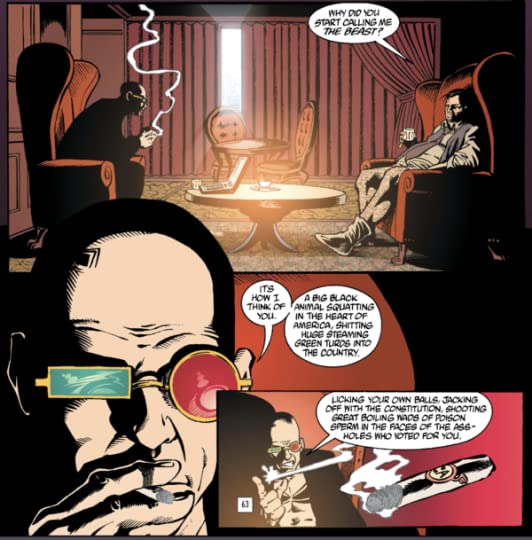 WHY DID YOU
START CALLING ME
THE BEAST?
IT'S
HOW I
THINK OF
YOU.
A BIG BLACK
ANIMAL SQUATTING
IN THE HEART OF
AMERICA, SHITTING
HUGE STEAMING
GREEN TURDS INTO
THE COUNTRY.
LICKING YOUR OWN BALLS, JACKING
OFF WITH THE CONSTITUTION, SHOOTING
GREAT BOILING WADS OF POISON
SPERM IN THE FACES OF THE ASS-
HOLES WHO VOTED FOR YOU.
63